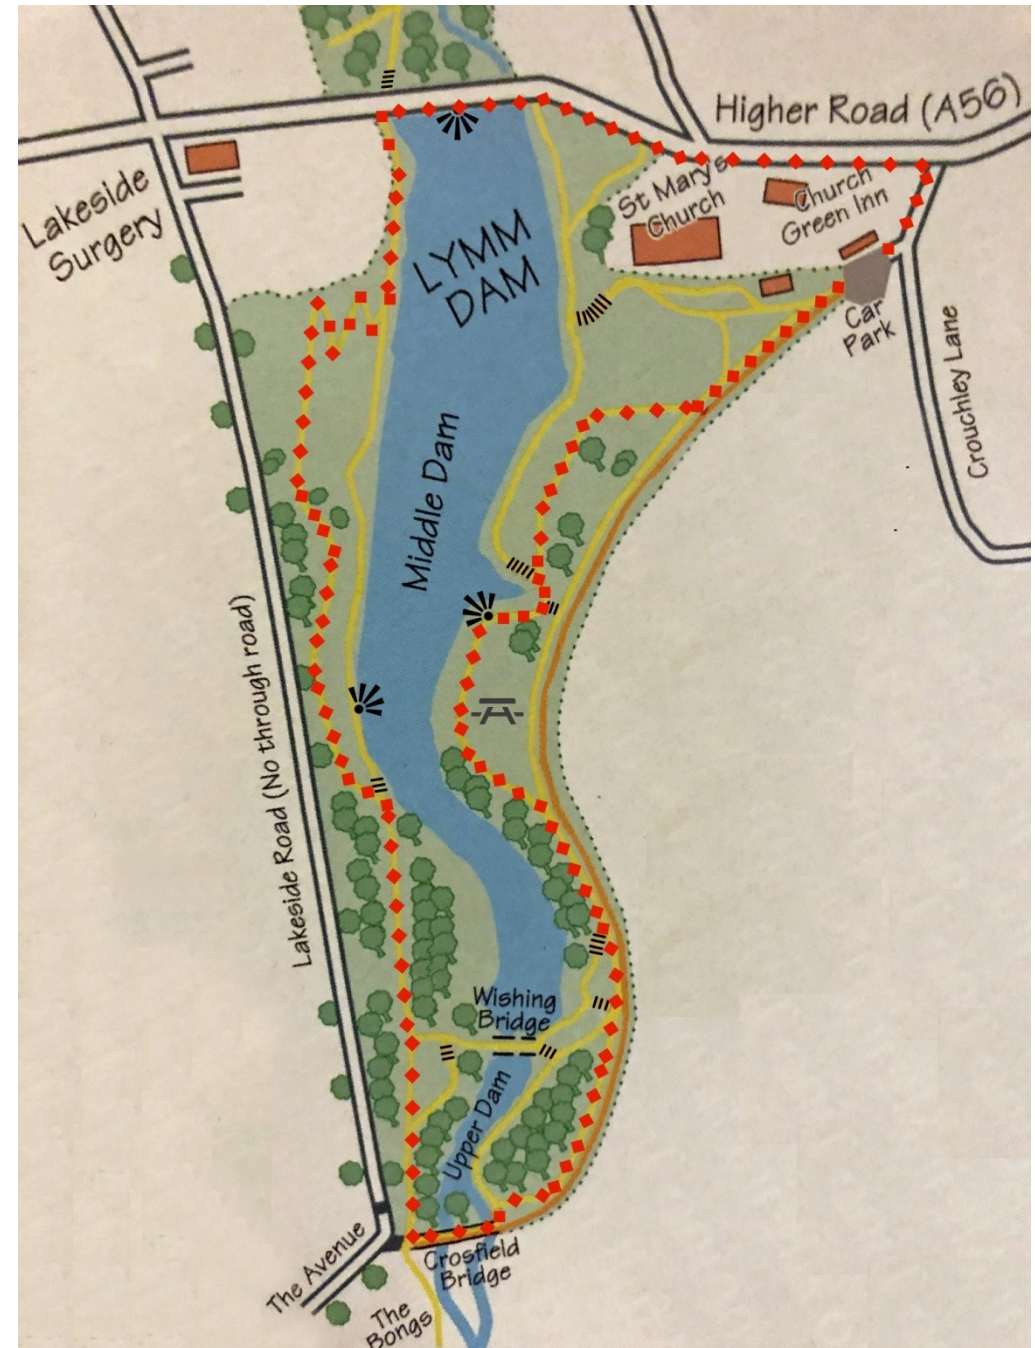 Higher Road (A56)
Lakeside
Surgery
St Mary's
Church
Church
Green Inn
LYMM
DAM
Car
Park
Crouchley Lane
Middle Dam
Lakeside Road (No through road)
Wishing
Bridge
Upper Dam
The Avenue
Crosfield
Bridge
The
Bongs